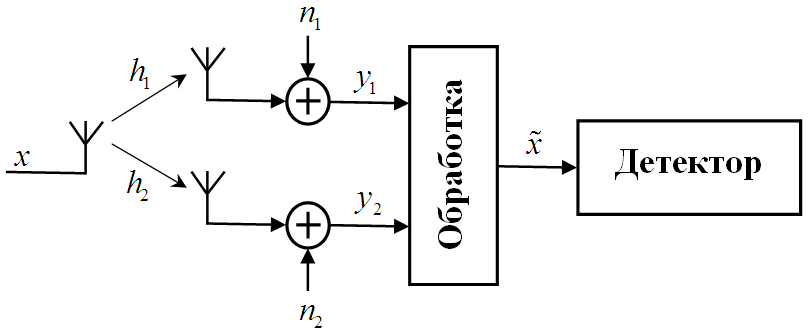 n₁
h₁
y₁
x
Обработка
x̃
Детектор
h₂
y₂
n₂